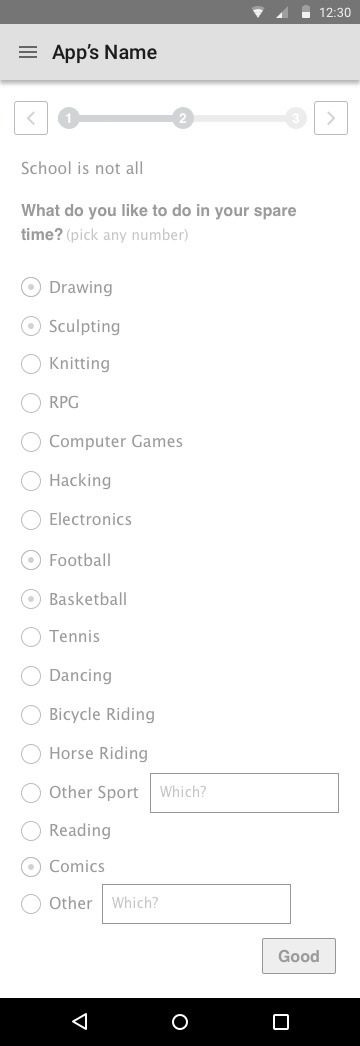 12:30
App's Name
1 2 3
School is not all
What do you like to do in your spare
time? (pick any number)
Drawing
Sculpting
Knitting
RPG
Computer Games
Hacking
Electronics
Football
Basketball
Tennis
Dancing
Bicycle Riding
Horse Riding
Other Sport Which?
Reading
Comics
Other Which?
Good